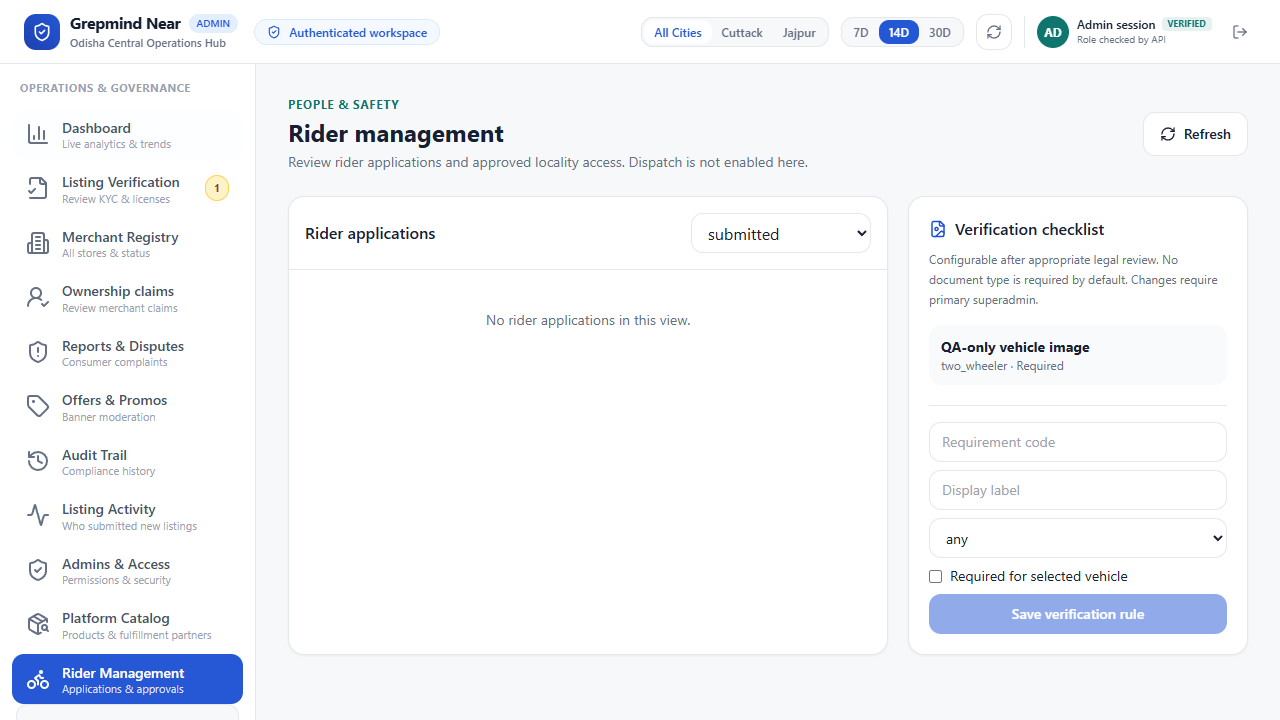 Grepmind Near ADMIN
Odisha Central Operations Hub
Authenticated workspace
All Cities Cuttack Jajpur
7D 14D 30D
AD
Admin session VERIFIED
Role checked by API
OPERATIONS & GOVERNANCE
Dashboard
Live analytics & trends
Listing Verification
Review KYC & licenses
1
Merchant Registry
All stores & status
Ownership claims
Review merchant claims
Reports & Disputes
Consumer complaints
Offers & Promos
Banner moderation
Audit Trail
Compliance history
Listing Activity
Who submitted new listings
Admins & Access
Permissions & security
Platform Catalog
Products & fulfillment partners
Rider Management
Applications & approvals
PEOPLE & SAFETY
Rider management
Review rider applications and approved locality access. Dispatch is not enabled here.
Refresh
Rider applications
submitted
No rider applications in this view.
Verification checklist
Configurable after appropriate legal review. No
document type is required by default. Changes require
primary superadmin.
QA-only vehicle image
two_wheeler · Required
Requirement code
Display label
any
Required for selected vehicle
Save verification rule